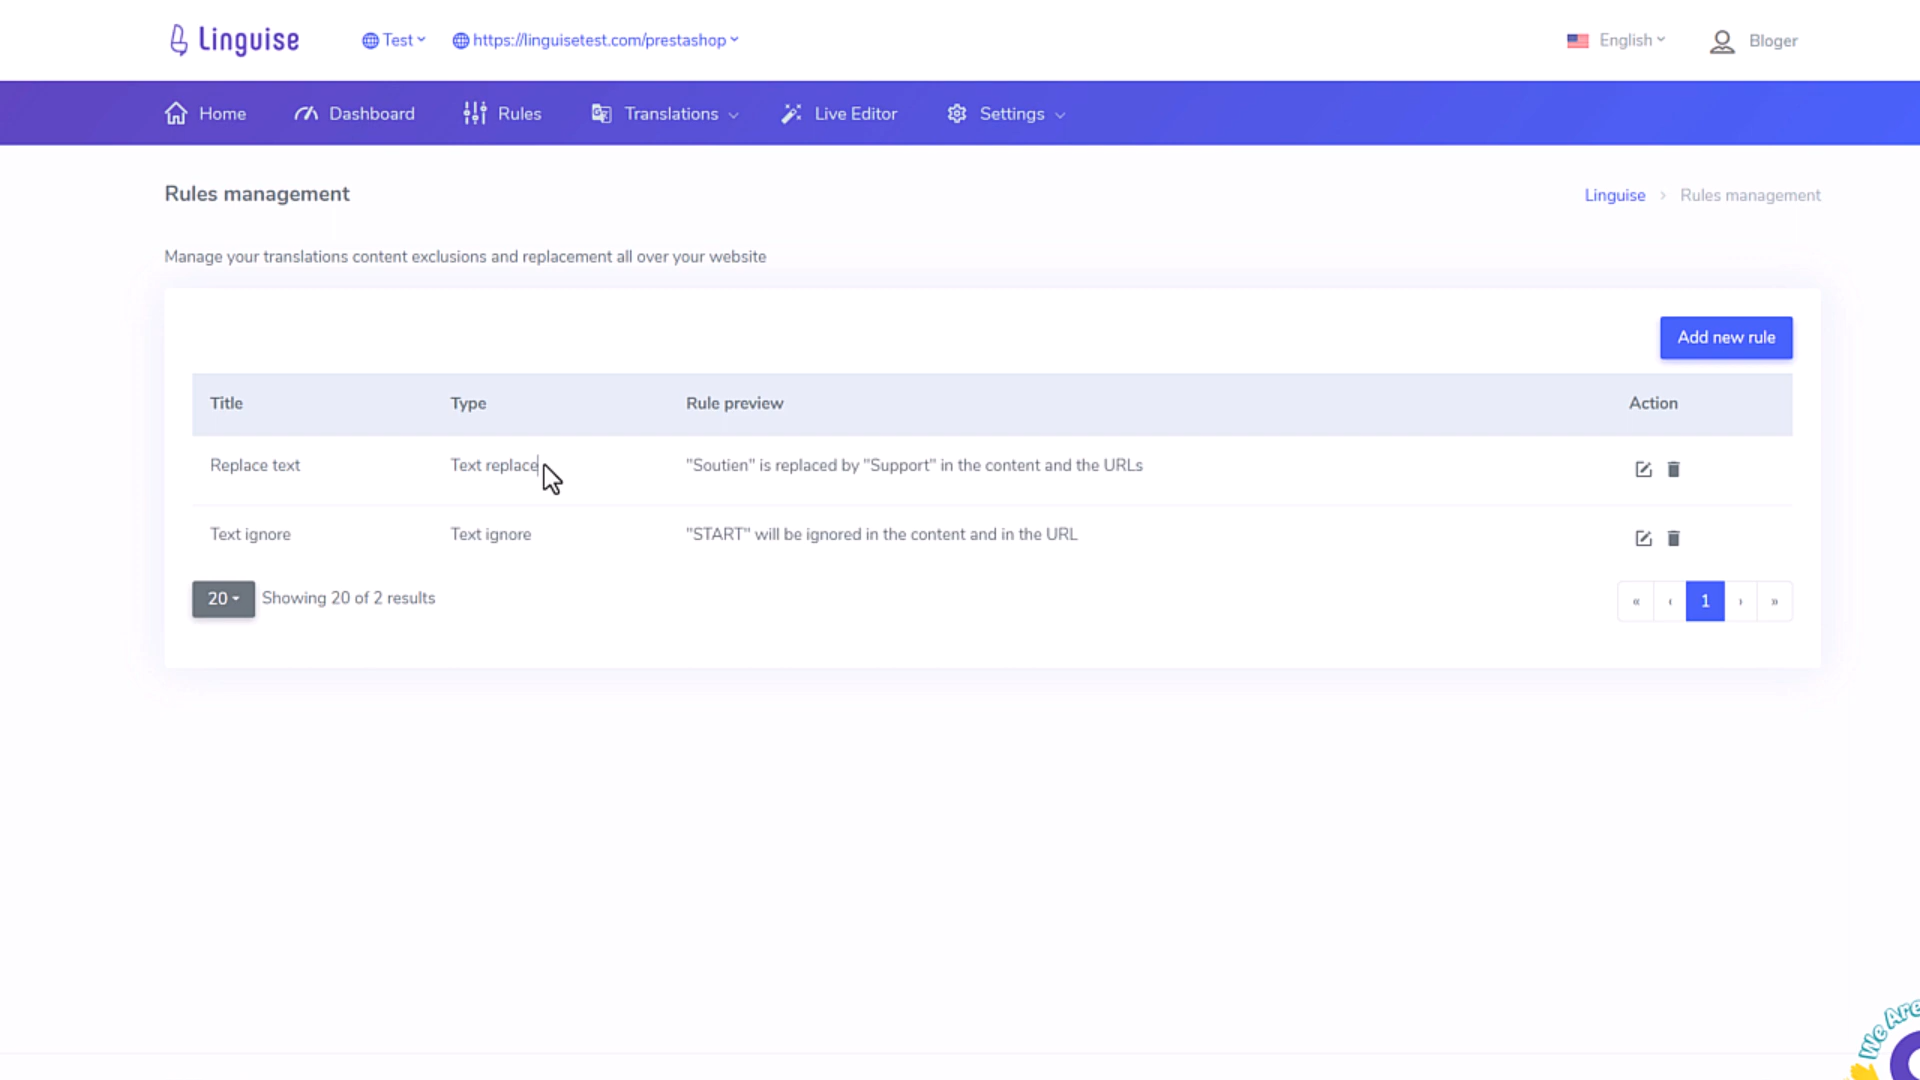 Linguise
Test
https://linguisetest.com/prestashop
English
Bloger
Home
Dashboard
Rules
Translations
Live Editor
Settings
Rules management
Linguise › Rules management
Manage your translations content exclusions and replacement all over your website
Add new rule
Title Type Rule preview Action
Replace text Text replace "Soutien" is replaced by "Support" in the content and the URLs
Text ignore Text ignore "START" will be ignored in the content and in the URL
20 Showing 20 of 2 results
« ‹ 1 › »
We Are